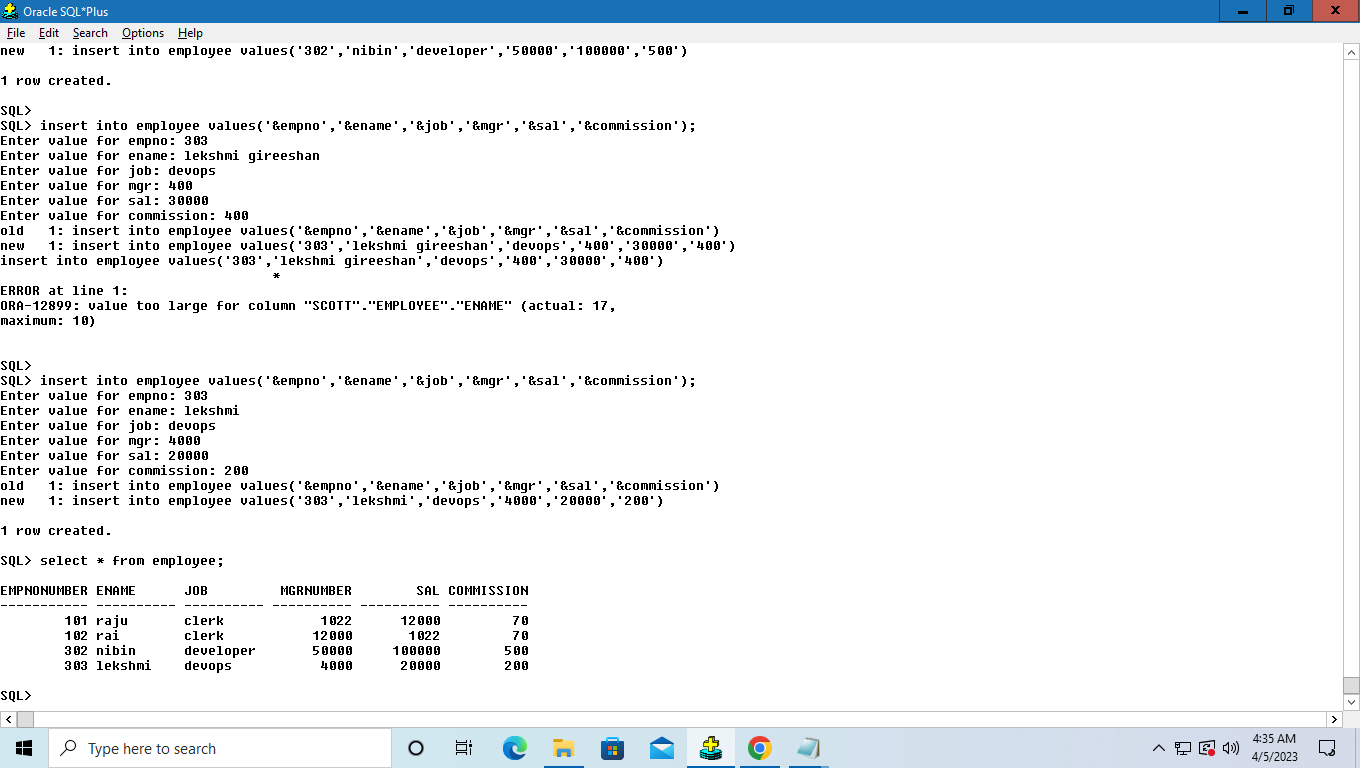 Oracle SQL*Plus
File Edit Search Options Help
new   1: insert into employee values('302','nibin','developer','50000','100000','500')
1 row created.
SQL>
SQL> insert into employee values('&empno','&ename','&job','&mgr','&sal','&commission');
Enter value for empno: 303
Enter value for ename: lekshmi gireeshan
Enter value for job: devops
Enter value for mgr: 400
Enter value for sal: 30000
Enter value for commission: 400
old   1: insert into employee values('&empno','&ename','&job','&mgr','&sal','&commission')
new   1: insert into employee values('303','lekshmi gireeshan','devops','400','30000','400')
insert into employee values('303','lekshmi gireeshan','devops','400','30000','400')
*
ERROR at line 1:
ORA-12899: value too large for column "SCOTT"."EMPLOYEE"."ENAME" (actual: 17,
maximum: 10)
SQL>
SQL> insert into employee values('&empno','&ename','&job','&mgr','&sal','&commission');
Enter value for empno: 303
Enter value for ename: lekshmi
Enter value for job: devops
Enter value for mgr: 4000
Enter value for sal: 20000
Enter value for commission: 200
old   1: insert into employee values('&empno','&ename','&job','&mgr','&sal','&commission')
new   1: insert into employee values('303','lekshmi','devops','4000','20000','200')
1 row created.
SQL> select * from employee;
EMPNONUMBER ENAME      JOB         MGRNUMBER        SAL COMMISSION
----------- ---------- ---------- ---------- ---------- ----------
        101 raju       clerk            1022      12000         70
        102 rai        clerk           12000       1022         70
        302 nibin      developer       50000     100000        500
        303 lekshmi    devops           4000      20000        200
SQL>
Type here to search
4:35 AM
4/5/2023